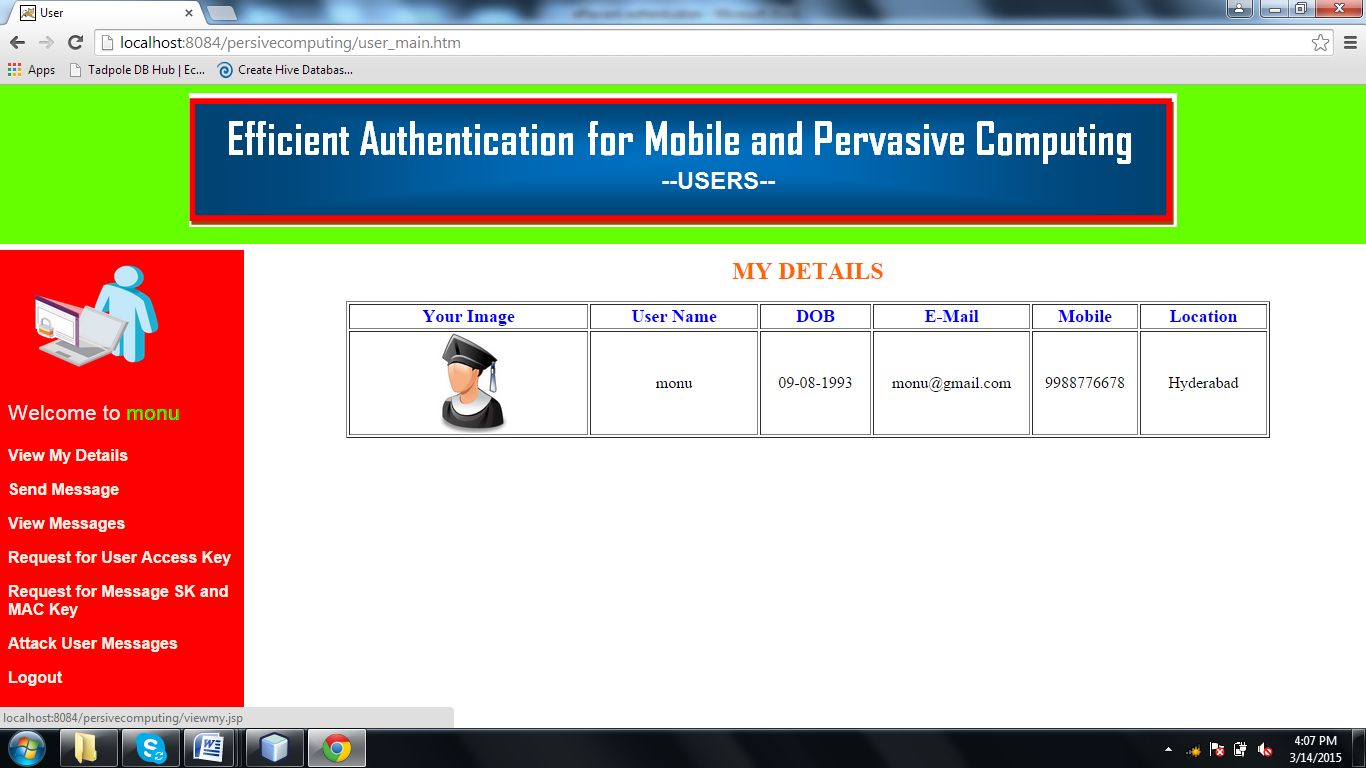 User
localhost:8084/persivecomputing/user_main.htm
Apps Tadpole DB Hub | Ec... Create Hive Databas...
Efficient Authentication for Mobile and Pervasive Computing
--USERS--
MY DETAILS
Your Image User Name DOB E-Mail Mobile Location
monu 09-08-1993 monu@gmail.com 9988776678 Hyderabad
Welcome to monu
View My Details
Send Message
View Messages
Request for User Access Key
Request for Message SK and
MAC Key
Attack User Messages
Logout
localhost:8084/persivecomputing/viewmy.jsp
4:07 PM
3/14/2015